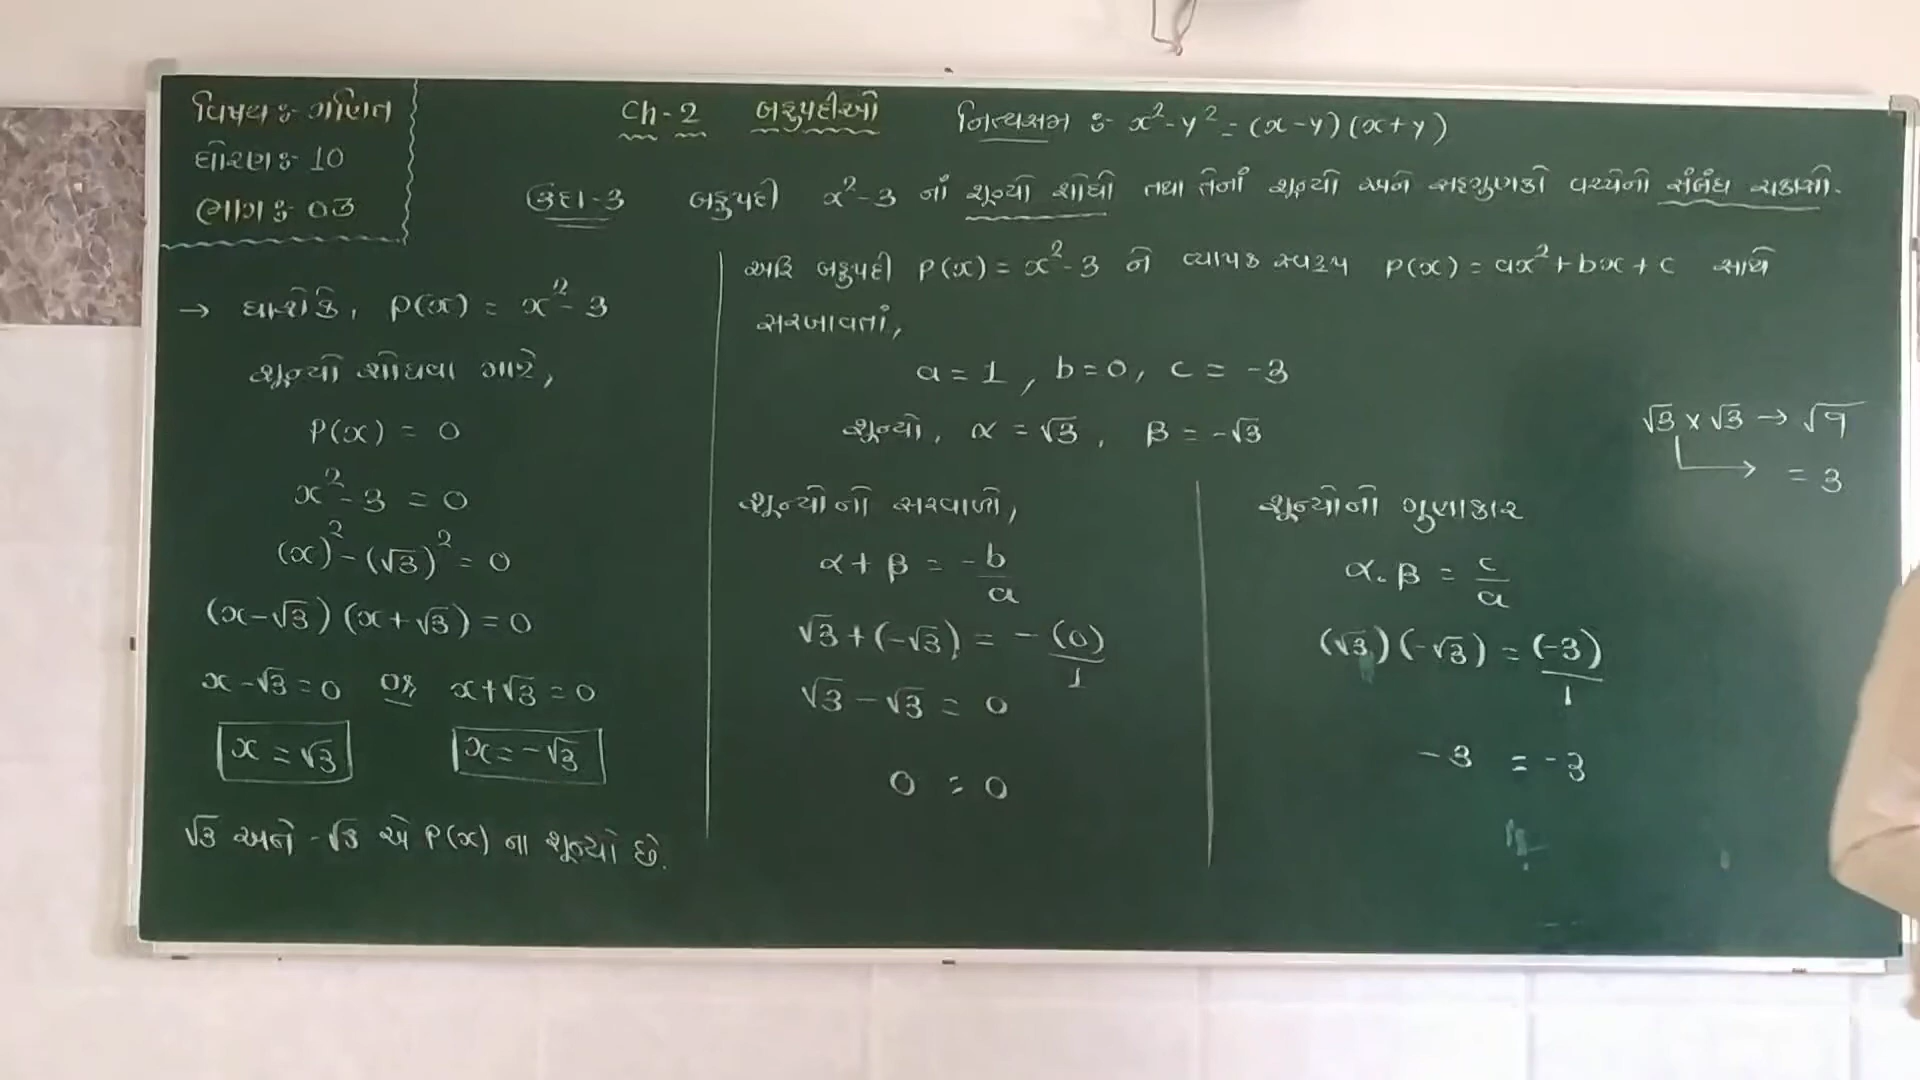 વિષય :- ગણિત
ધોરણ :- 10
ભાગ :- 03
Ch-2 બહુપદીઓ નિત્યસમ :- x²-y² = (x-y)(x+y)
ઉદા-3 બહુપદી x²-3 નાં શૂન્યો શોધો તથા તેનાં શૂન્યો અને સહગુણકો વચ્ચેનો સંબંધ ચકાસો.
→ ધારોકે, P(x) = x²-3
શૂન્યો શોધવા માટે,
P(x) = 0
x²-3 = 0
(x)²-(√3)² = 0
(x-√3)(x+√3) = 0
x-√3=0 OR x+√3=0
x=√3 x=-√3
√3 અને -√3 એ P(x) ના શૂન્યો છે.
અહિ બહુપદી P(x) = x²-3 ને વ્યાપક સ્વરૂપ P(x) = ax²+bx+c સાથે
સરખાવતાં,
a=1, b=0, c=-3
શૂન્યો, α=√3, β=-√3
શૂન્યોનો સરવાળો,
α+β = -b/a
√3+(-√3) = -(0)/1
√3-√3 = 0
0 = 0
શૂન્યોનો ગુણાકાર
α.β = c/a
(√3)(-√3) = (-3)/1
-3 = -3
√3 x √3 → √9
= 3